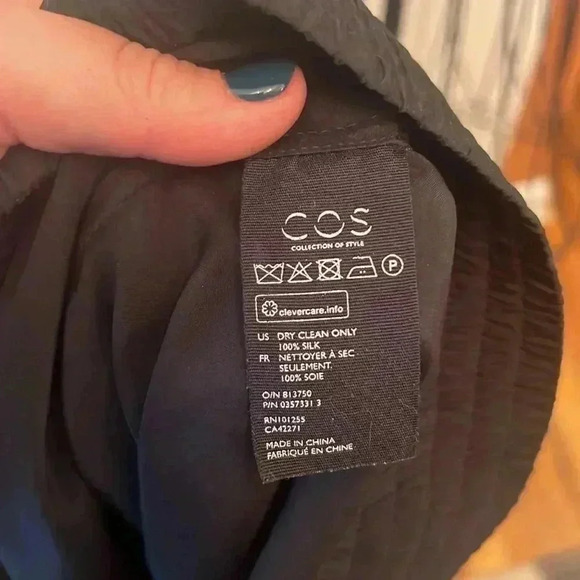 COS
COLLECTION OF STYLE
P
clevercare.info
US DRY CLEAN ONLY
100% SILK
FR NETTOYER À SEC
SEULEMENT.
100% SOIE
O/N 813750
P/N 0357331 3
RN101255
CA42271
MADE IN CHINA
FABRIQUÉ EN CHINE